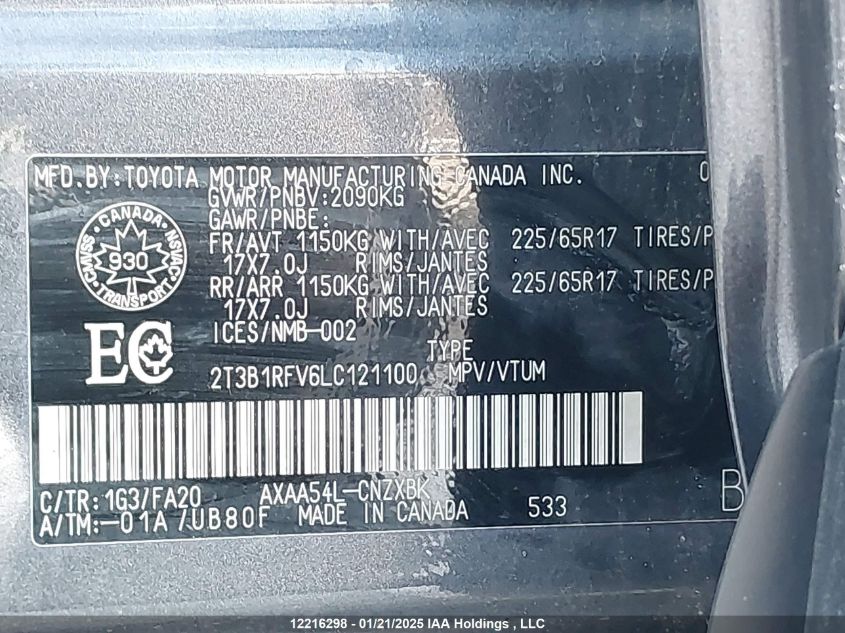 MFD.BY:TOYOTA MOTOR MANUFACTURING CANADA INC. 0
GVWR/PNBV:2090KG
GAWR/PNBE:
FR/AVT 1150KG WITH/AVEC 225/65R17 TIRES/P
17X7.0J RIMS/JANTES
RR/ARR 1150KG WITH/AVEC 225/65R17 TIRES/P
17X7.0J RIMS/JANTES
ICES/NMB-002
TYPE
2T3B1RFV6LC121100 MPV/VTUM
CANADA
CMVSS 930 NSVAC
TRANSPORT
EC
C/TR:1G3/FA20 AXAA54L-CNZXBK
A/TM:-01A/UB80F MADE IN CANADA 533 B
12216298 - 01/21/2025 IAA Holdings , LLC